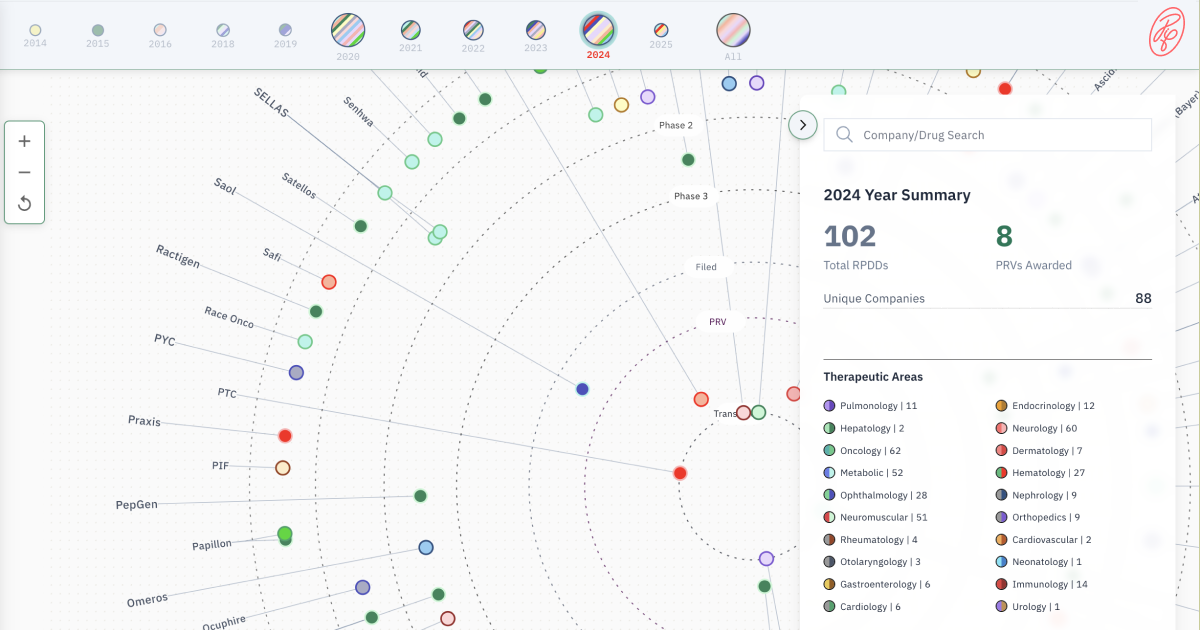 2014
2015
2016
2018
2019
2020
2021
2022
2023
2024
2025
All
SELLAS
Senhwa
Saol
Satellos
Ractigen
Safi
Race Onco
PYC
PTC
Praxis
PIF
PepGen
Papillon
Omeros
Ocuphire
Phase 2
Phase 3
Filed
PRV
Trans
Company/Drug Search
2024 Year Summary
102
8
Total RPDDs
PRVs Awarded
Unique Companies
88
Therapeutic Areas
Pulmonology | 11
Endocrinology | 12
Hepatology | 2
Neurology | 60
Oncology | 62
Dermatology | 7
Metabolic | 52
Hematology | 27
Ophthalmology | 28
Nephrology | 9
Neuromuscular | 51
Orthopedics | 9
Rheumatology | 4
Cardiovascular | 2
Otolaryngology | 3
Neonatology | 1
Gastroenterology | 6
Immunology | 14
Cardiology | 6
Urology | 1